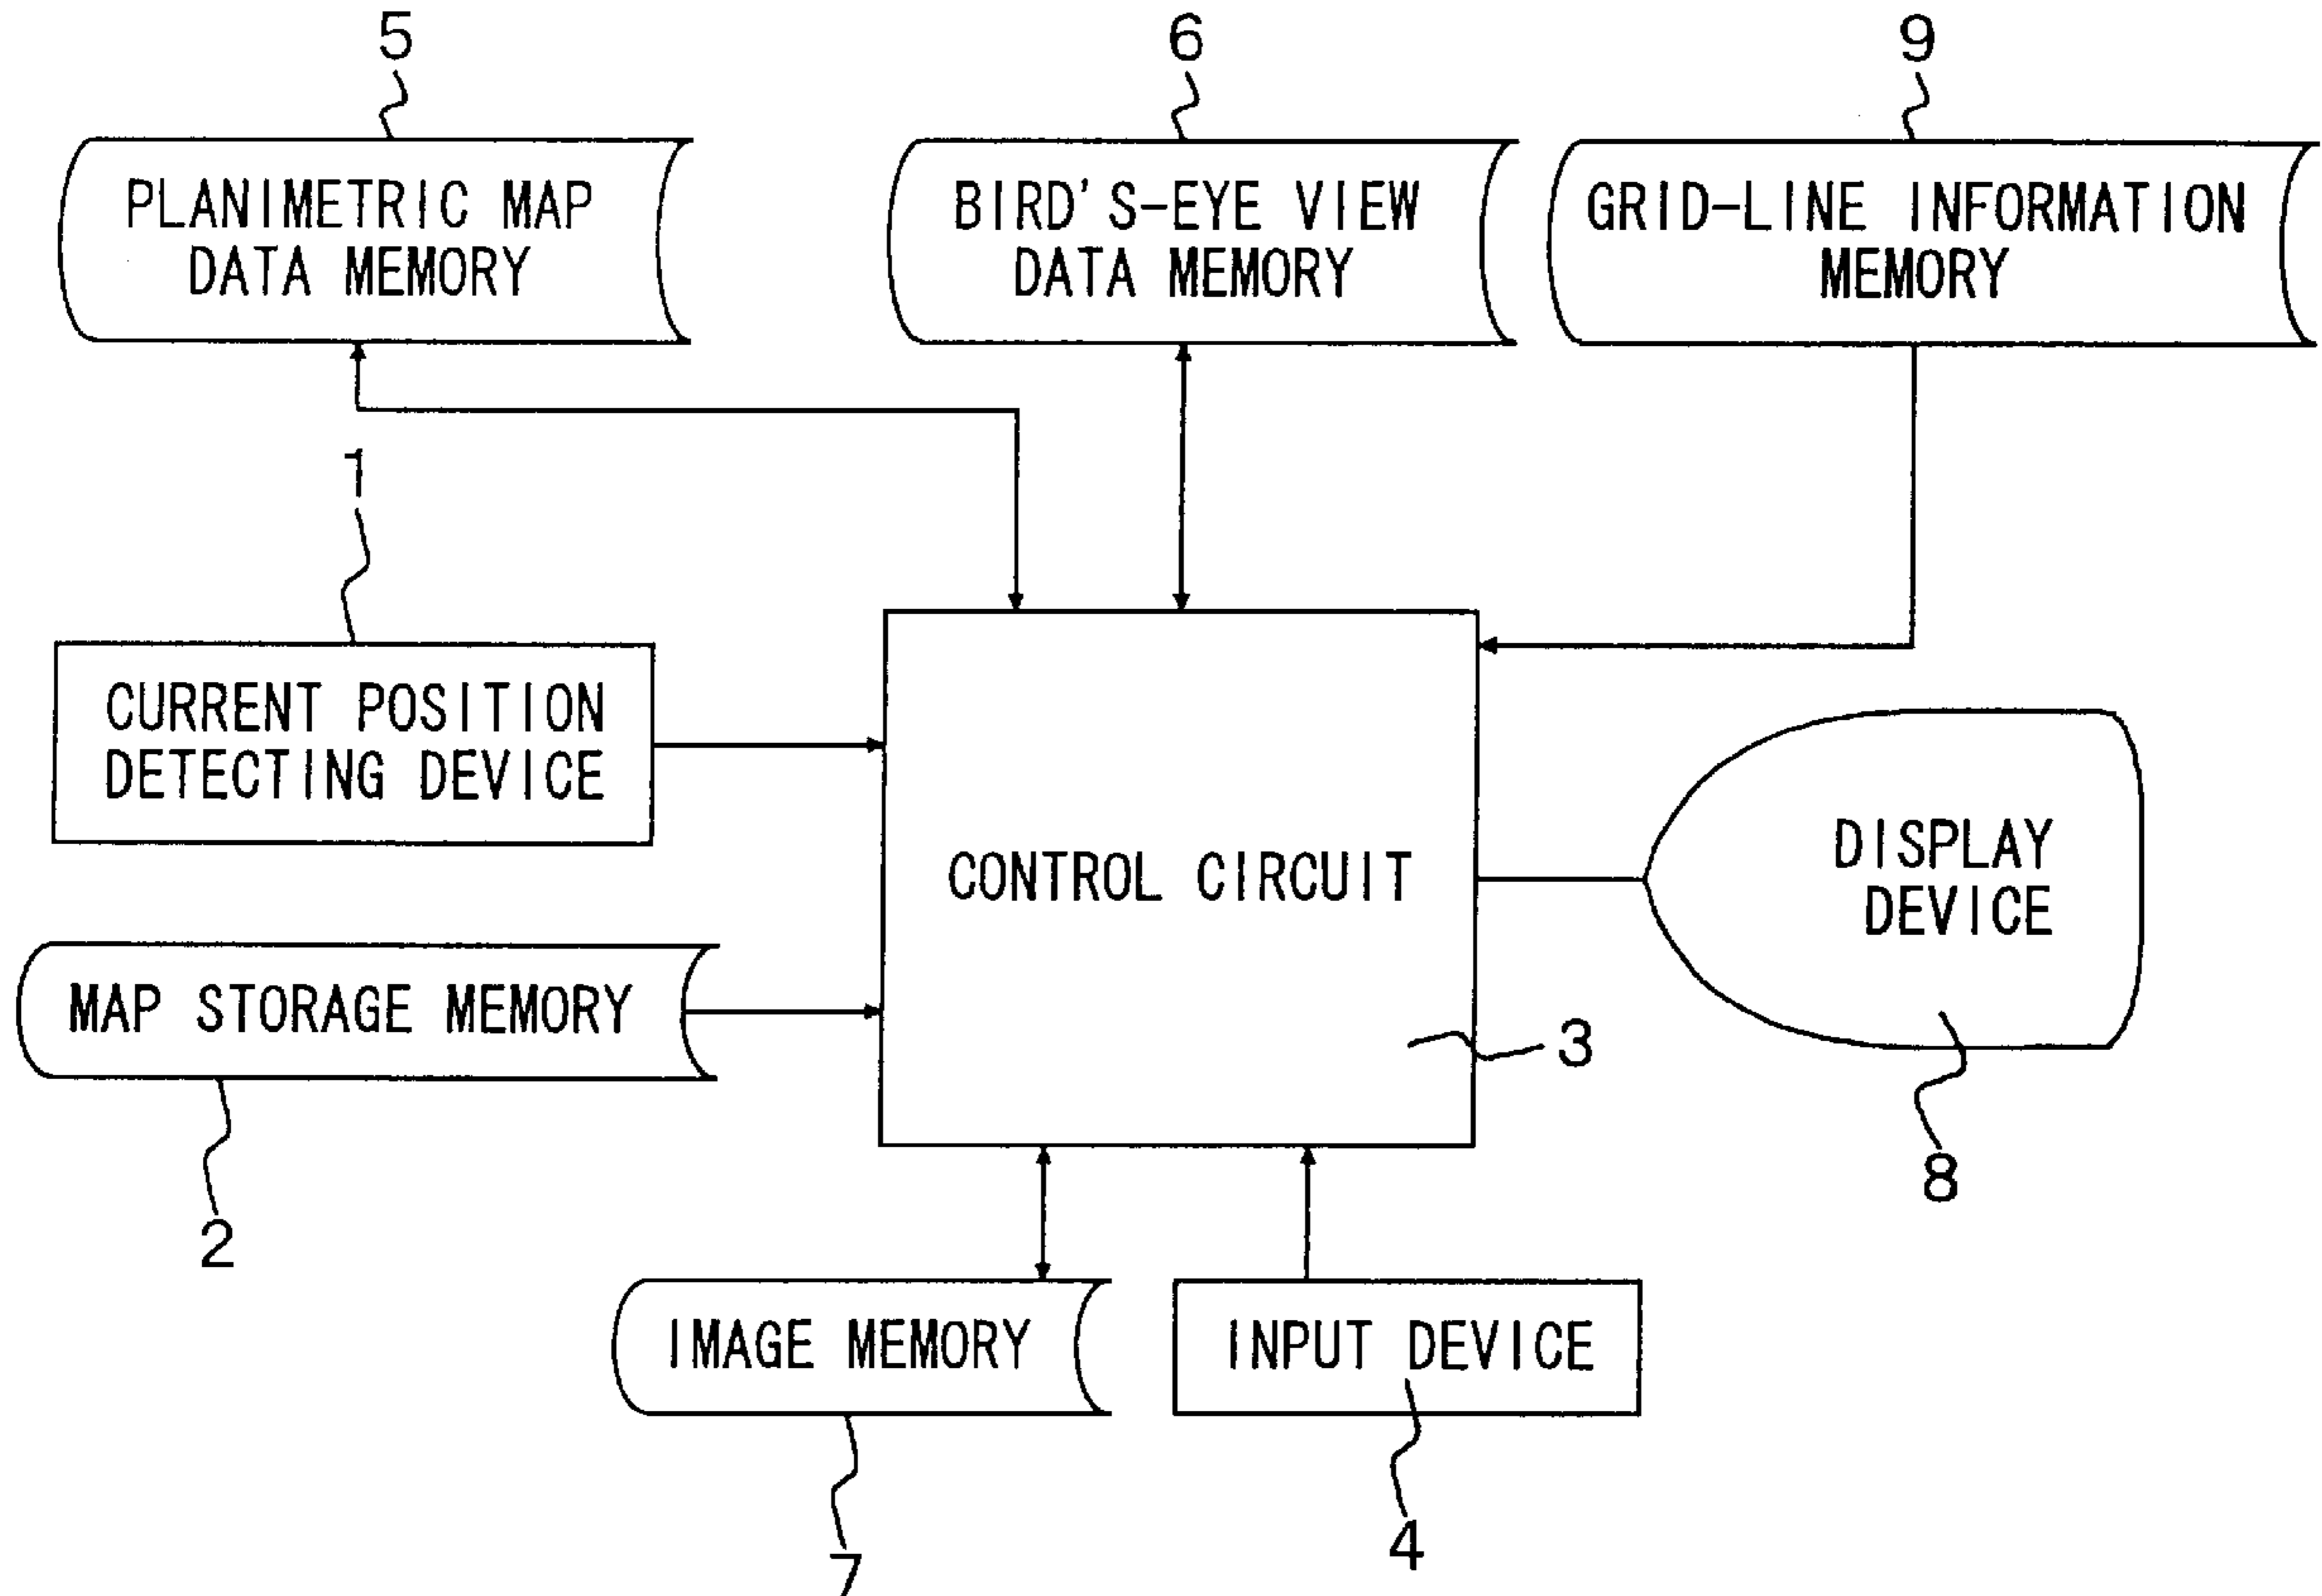 5
6
9
PLANIMETRIC MAP
DATA MEMORY
BIRD'S-EYE VIEW
DATA MEMORY
GRID-LINE INFORMATION
MEMORY
1
CURRENT POSITION
DETECTING DEVICE
CONTROL CIRCUIT
DISPLAY
DEVICE
MAP STORAGE MEMORY
3
8
2
IMAGE MEMORY
INPUT DEVICE
4
7